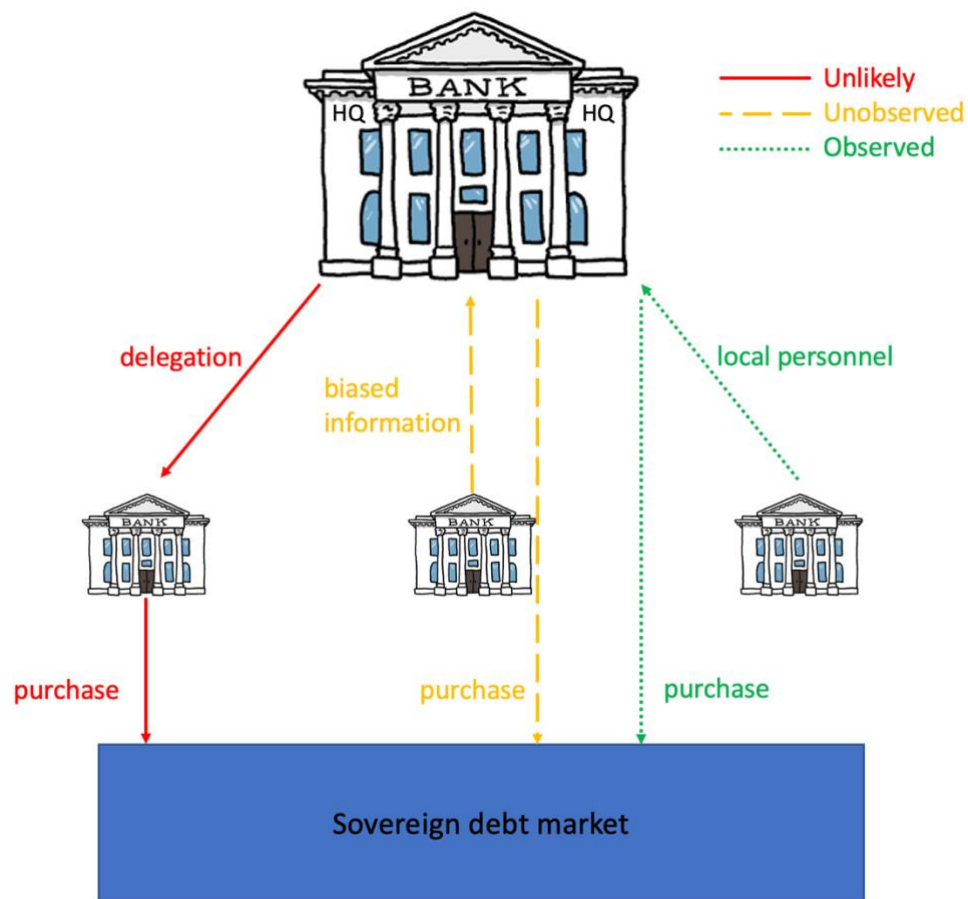 BANK
HQ
HQ
Unlikely
Unobserved
Observed
delegation
biased
information
local personnel
BANK
BANK
BANK
purchase
purchase
purchase
Sovereign debt market